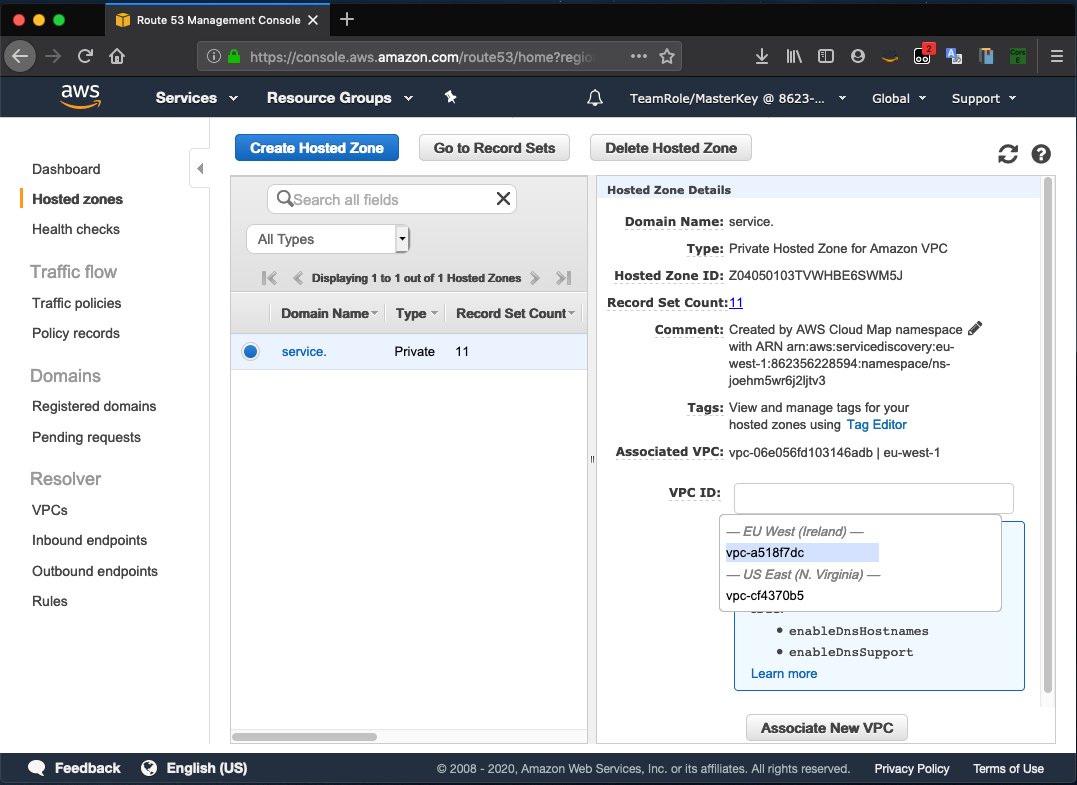 Route 53 Management Console
https://console.aws.amazon.com/route53/home?regio
2
aws
Services
Resource Groups
TeamRole/MasterKey @ 8623-...
Global
Support
Dashboard
Hosted zones
Health checks
Traffic flow
Traffic policies
Policy records
Domains
Registered domains
Pending requests
Resolver
VPCs
Inbound endpoints
Outbound endpoints
Rules
Create Hosted Zone
Go to Record Sets
Delete Hosted Zone
Search all fields
All Types
Displaying 1 to 1 out of 1 Hosted Zones
Domain Name Type Record Set Count
service. Private 11
Hosted Zone Details
Domain Name: service.
Type: Private Hosted Zone for Amazon VPC
Hosted Zone ID: Z04050103TVWHBE6SWM5J
Record Set Count: 11
Comment: Created by AWS Cloud Map namespace
with ARN arn:aws:servicediscovery:eu-
west-1:862356228594:namespace/ns-
joehm5wr6j2ljtv3
Tags: View and manage tags for your
hosted zones using Tag Editor
Associated VPC: vpc-06e056fd103146adb | eu-west-1
VPC ID:
— EU West (Ireland) —
vpc-a518f7dc
— US East (N. Virginia) —
vpc-cf4370b5
• enableDnsHostnames
• enableDnsSupport
Learn more
Associate New VPC
Feedback
English (US)
© 2008 - 2020, Amazon Web Services, Inc. or its affiliates. All rights reserved.
Privacy Policy
Terms of Use